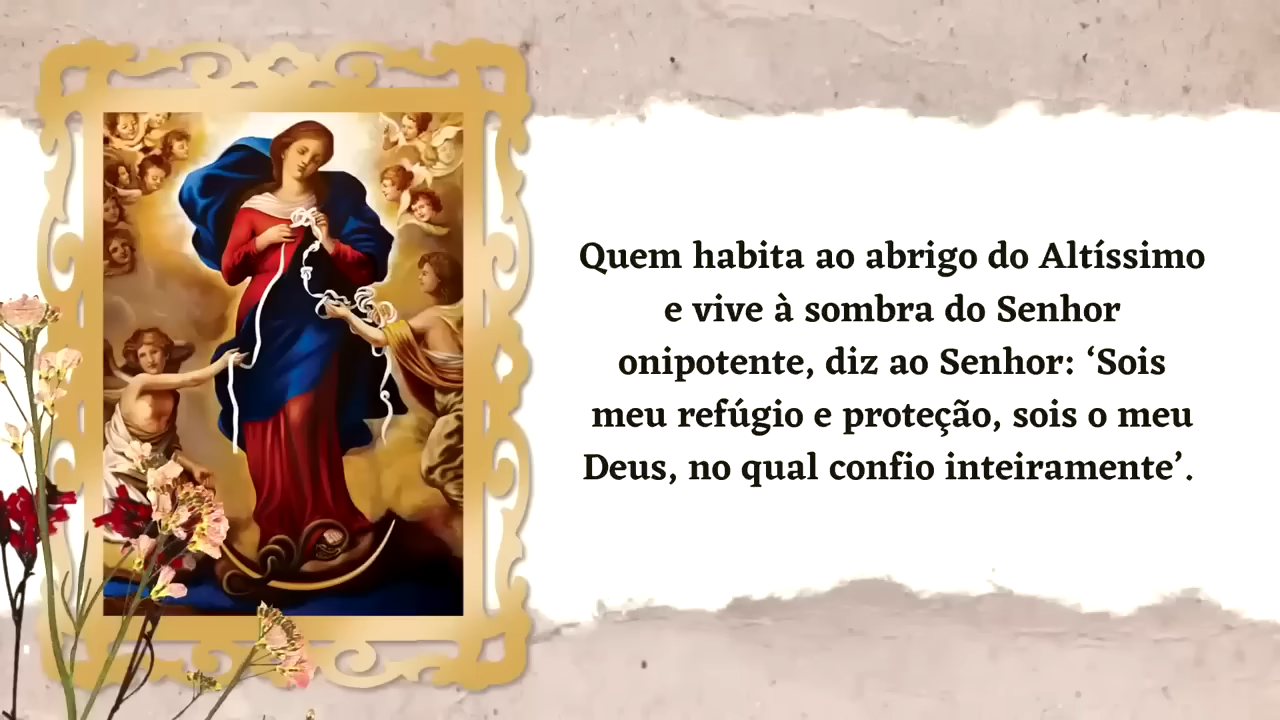 Quem habita ao abrigo do Altíssimo
e vive à sombra do Senhor
onipotente, diz ao Senhor: ‘Sois
meu refúgio e proteção, sois o meu
Deus, no qual confio inteiramente’.